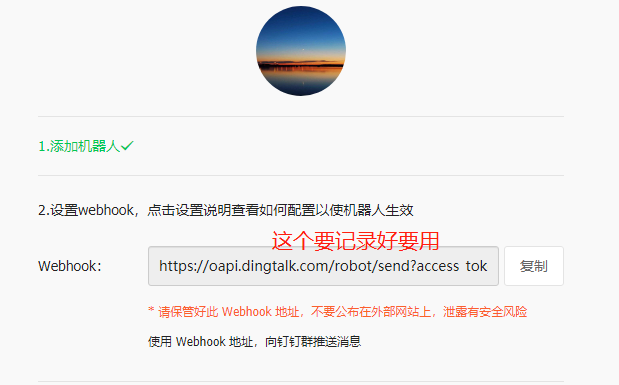 1.添加机器人✓
2.设置webhook，点击设置说明查看如何配置以使机器人生效
这个要记录好要用
Webhook：
https://oapi.dingtalk.com/robot/send?access_tok
复制
* 请保管好此 Webhook 地址，不要公布在外部网站上，泄露有安全风险
使用 Webhook 地址，向钉钉群推送消息